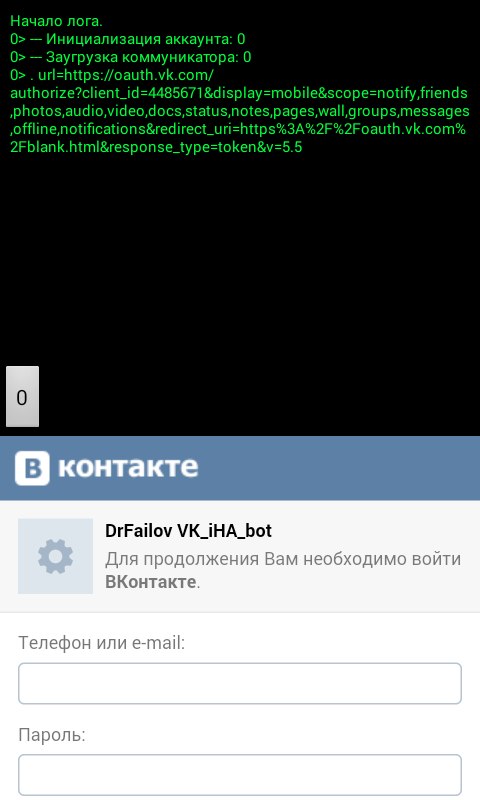 Начало лога.
0> --- Инициализация аккаунта: 0
0> --- Заугрузка коммуникатора: 0
0> . url=https://oauth.vk.com/
authorize?client_id=4485671&display=mobile&scope=notify,friends
,photos,audio,video,docs,status,notes,pages,wall,groups,messages
,offline,notifications&redirect_uri=https%3A%2F%2Foauth.vk.com%
2Fblank.html&response_type=token&v=5.5
0
В контакте
DrFailov VK_iHA_bot
Для продолжения Вам необходимо войти
ВКонтакте.
Телефон или e-mail:
Пароль: